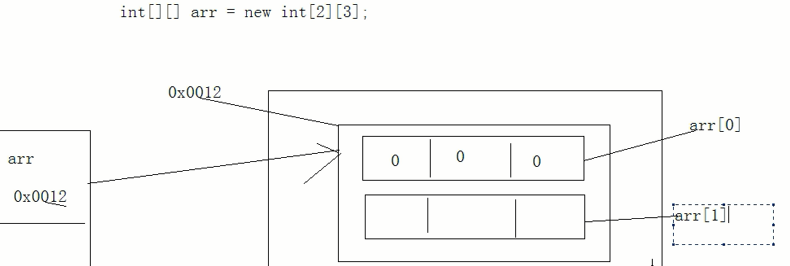 int[][] arr = new int[2][3];
0x0012
arr[0]
arr
0 0 0
0x0012
arr[1]